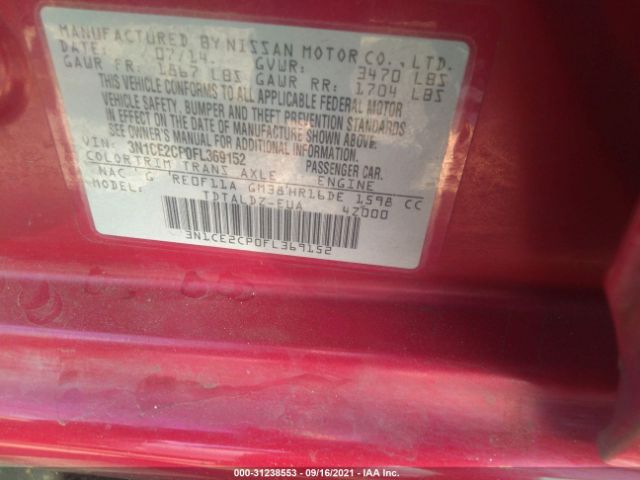 MANUFACTURED BY NISSAN MOTOR CO., LTD.
DATE: 07/14. GVWR: 3470 LBS
GAWR FR: 1867 LBS GAWR RR: 1704 LBS
THIS VEHICLE CONFORMS TO ALL APPLICABLE FEDERAL MOTOR
VEHICLE SAFETY, BUMPER AND THEFT PREVENTION STANDARDS
IN EFFECT ON THE DATE OF MANUFACTURE SHOWN ABOVE.
SEE OWNER'S MANUAL FOR ADDITIONAL INFORMATION.
VIN: 3N1CE2CP0FL369152 PASSENGER CAR.
COLOR TRIM TRANS AXLE ENGINE
NAC G RE0F11A GM38 HR16DE 1598 CC
TDTALDZ-EUA 42000
3N1CE2CP0FL369152
000-31238553 - 09/16/2021 - IAA Inc.